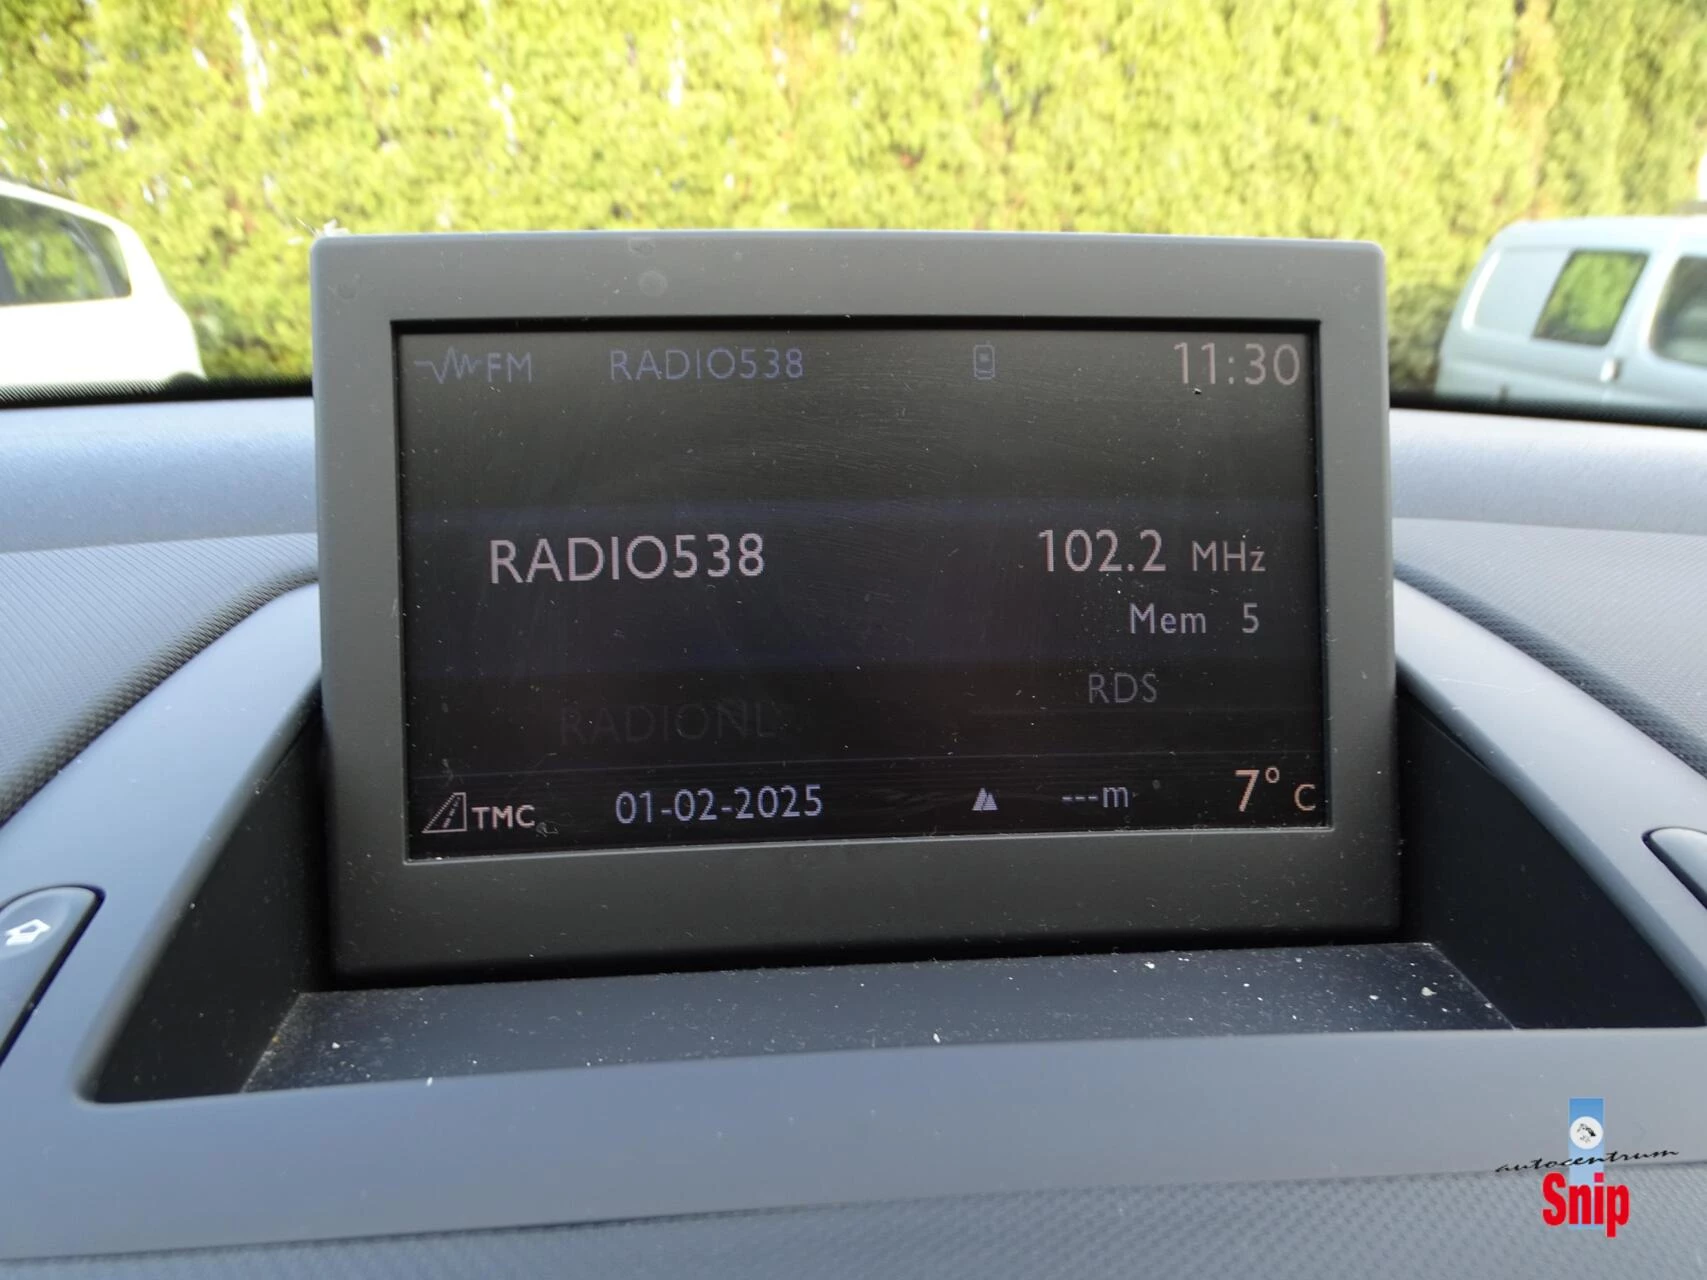 FM RADIO538 11:30
RADIO538 102.2 MHz
Mem 5
RDS
RADIONL
TMC 01-02-2025 ---m 7° C
autocentrum
Snip